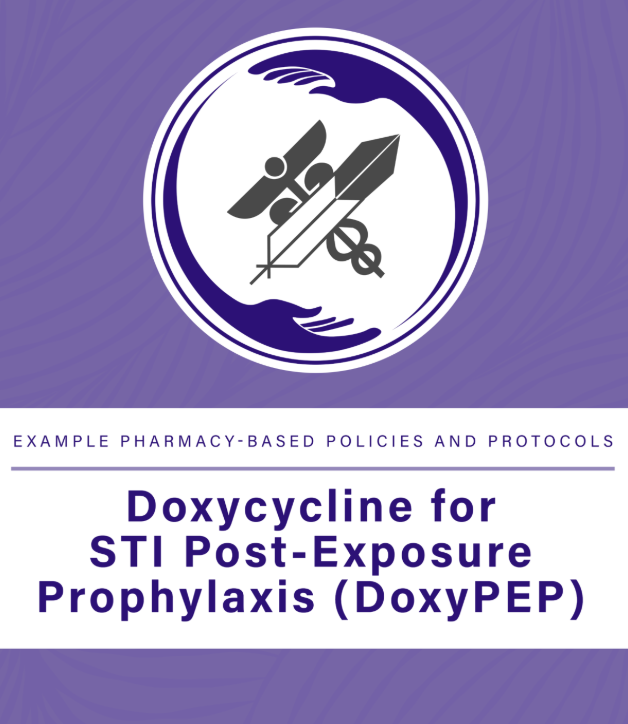 EXAMPLE PHARMACY-BASED POLICIES AND PROTOCOLS
Doxycycline for
STI Post-Exposure
Prophylaxis (DoxyPEP)